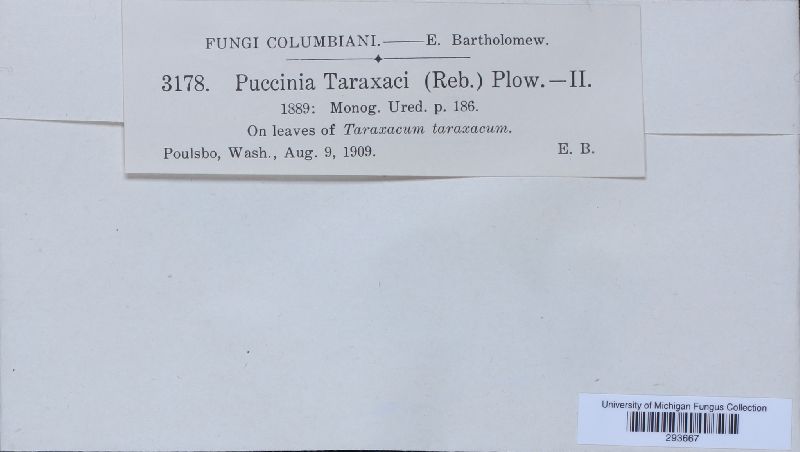 FUNGI COLUMBIANI.—E. Bartholomew.
3178. Puccinia Taraxaci (Reb.) Plow.—II.
1889: Monog. Ured. p. 186.
On leaves of Taraxacum taraxacum.
Poulsbo, Wash., Aug. 9, 1909. E. B.
University of Michigan Fungus Collection
293667